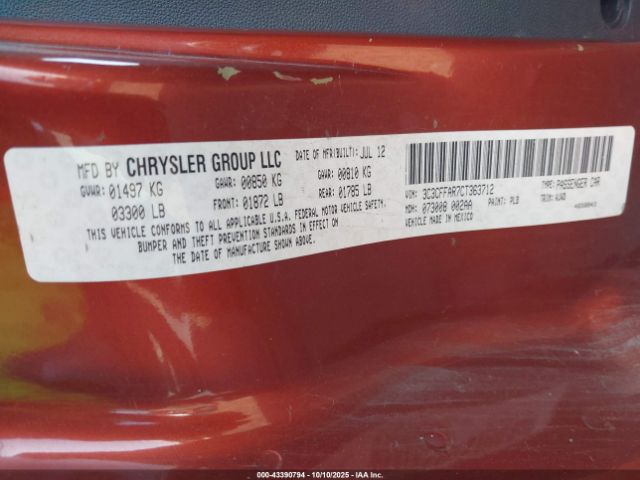 MFD BY CHRYSLER GROUP LLC DATE OF MFR(BUILT): JUL 12
GVWR: 01497 KG GAWR: 00850 KG GAWR: 00810 KG
03300 LB FRONT: 01872 LB REAR: 01785 LB
THIS VEHICLE CONFORMS TO ALL APPLICABLE U.S.A. FEDERAL MOTOR VEHICLE SAFETY,
BUMPER AND THEFT PREVENTION STANDARDS IN EFFECT ON
THE DATE OF MANUFACTURE SHOWN ABOVE.
VIN: 3C3CFFAR7CT363712 TYPE: PASSENGER CAR
MDH: 073008 002AA PAINT: PLB TRIM:
VEHICLE MADE IN MEXICO
000-43390794 - 10/10/2025 - IAAI.COM